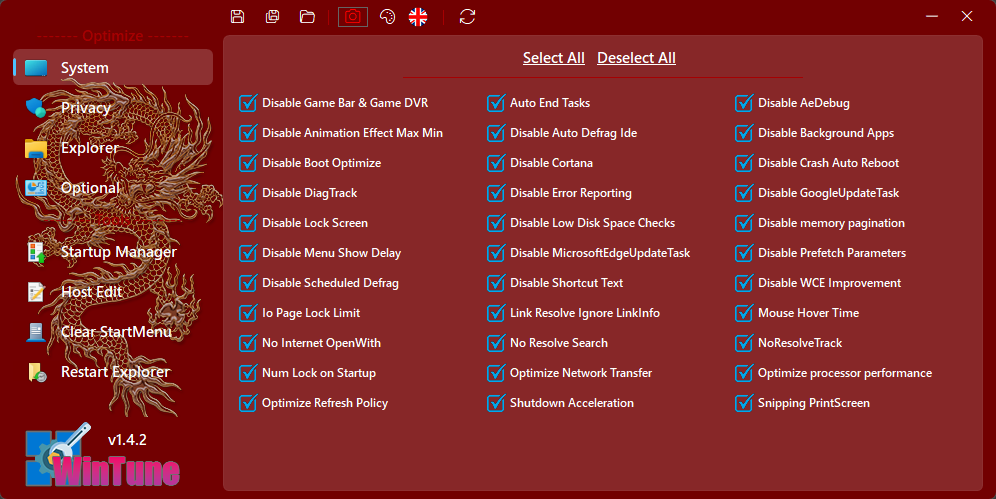 ------- Optimize -------
System
Privacy
Explorer
Optional
Startup Manager
Host Edit
Clear StartMenu
Restart Explorer
v1.4.2
WinTune
Select All Deselect All
Disable Game Bar & Game DVR Auto End Tasks Disable AeDebug
Disable Animation Effect Max Min Disable Auto Defrag Ide Disable Background Apps
Disable Boot Optimize Disable Cortana Disable Crash Auto Reboot
Disable DiagTrack Disable Error Reporting Disable GoogleUpdateTask
Disable Lock Screen Disable Low Disk Space Checks Disable memory pagination
Disable Menu Show Delay Disable MicrosoftEdgeUpdateTask Disable Prefetch Parameters
Disable Scheduled Defrag Disable Shortcut Text Disable WCE Improvement
Io Page Lock Limit Link Resolve Ignore LinkInfo Mouse Hover Time
No Internet OpenWith No Resolve Search NoResolveTrack
Num Lock on Startup Optimize Network Transfer Optimize processor performance
Optimize Refresh Policy Shutdown Acceleration Snipping PrintScreen